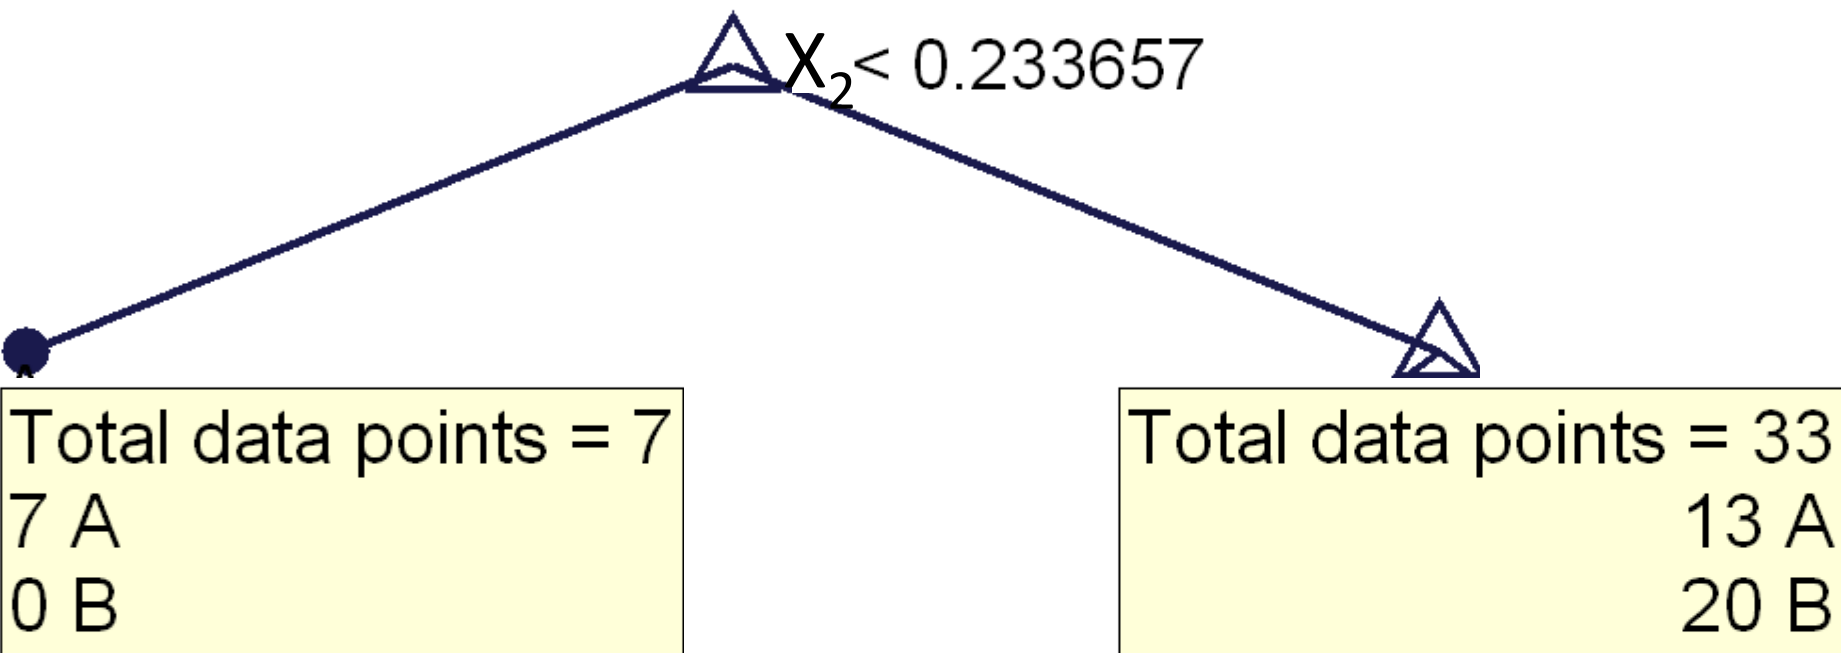 X₂< 0.233657
Total data points = 7
7 A
0 B
Total data points = 33
13 A
20 B